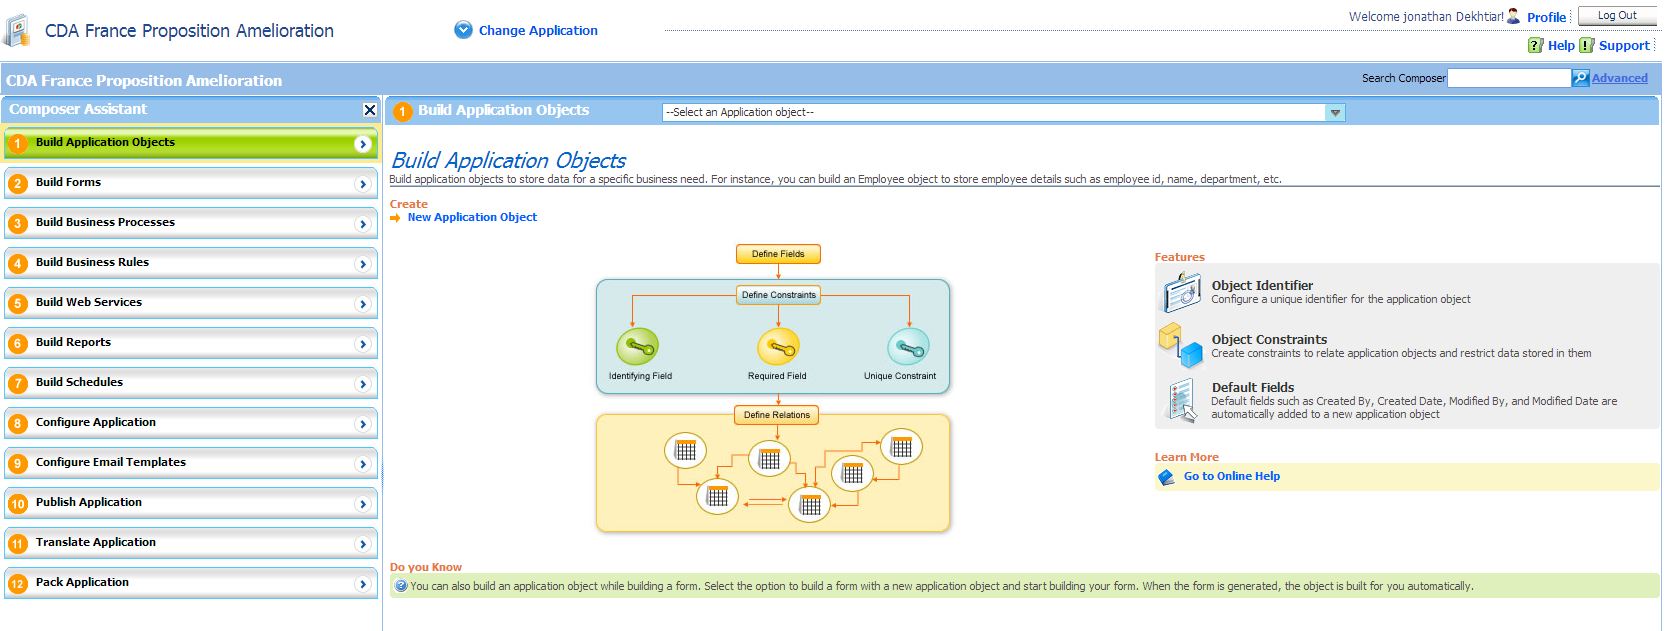 CDA France Proposition Amelioration
Change Application
Welcome jonathan Dekhtiar!
Profile
Log Out
Help
Support
CDA France Proposition Amelioration
Search Composer
Advanced
Composer Assistant
1 Build Application Objects
2 Build Forms
3 Build Business Processes
4 Build Business Rules
5 Build Web Services
6 Build Reports
7 Build Schedules
8 Configure Application
9 Configure Email Templates
10 Publish Application
11 Translate Application
12 Pack Application
1 Build Application Objects
--Select an Application object--
Build Application Objects
Build application objects to store data for a specific business need. For instance, you can build an Employee object to store employee details such as employee id, name, department, etc.
Create
New Application Object
Define Fields
Define Constraints
Identifying Field
Required Field
Unique Constraint
Define Relations
Features
Object Identifier
Configure a unique identifier for the application object
Object Constraints
Create constraints to relate application objects and restrict data stored in them
Default Fields
Default fields such as Created By, Created Date, Modified By, and Modified Date are
automatically added to a new application object
Learn More
Go to Online Help
Do you Know
You can also build an application object while building a form. Select the option to build a form with a new application object and start building your form. When the form is generated, the object is built for you automatically.